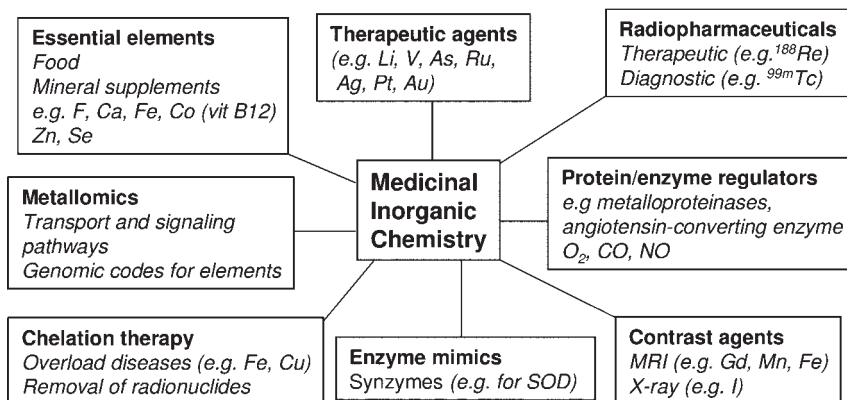 Essential elements
Food
Mineral supplements
e.g. F, Ca, Fe, Co (vit B12)
Zn, Se
Therapeutic agents
(e.g. Li, V, As, Ru,
Ag, Pt, Au)
Radiopharmaceuticals
Therapeutic (e.g.¹⁸⁸Re)
Diagnostic (e.g. ⁹⁹ᵐTc)
Metallomics
Transport and signaling
pathways
Genomic codes for elements
Medicinal
Inorganic
Chemistry
Protein/enzyme regulators
e.g metalloproteinases,
angiotensin-converting enzyme
O₂, CO, NO
Chelation therapy
Overload diseases (e.g. Fe, Cu)
Removal of radionuclides
Enzyme mimics
Synzymes (e.g. for SOD)
Contrast agents
MRI (e.g. Gd, Mn, Fe)
X-ray (e.g. I)